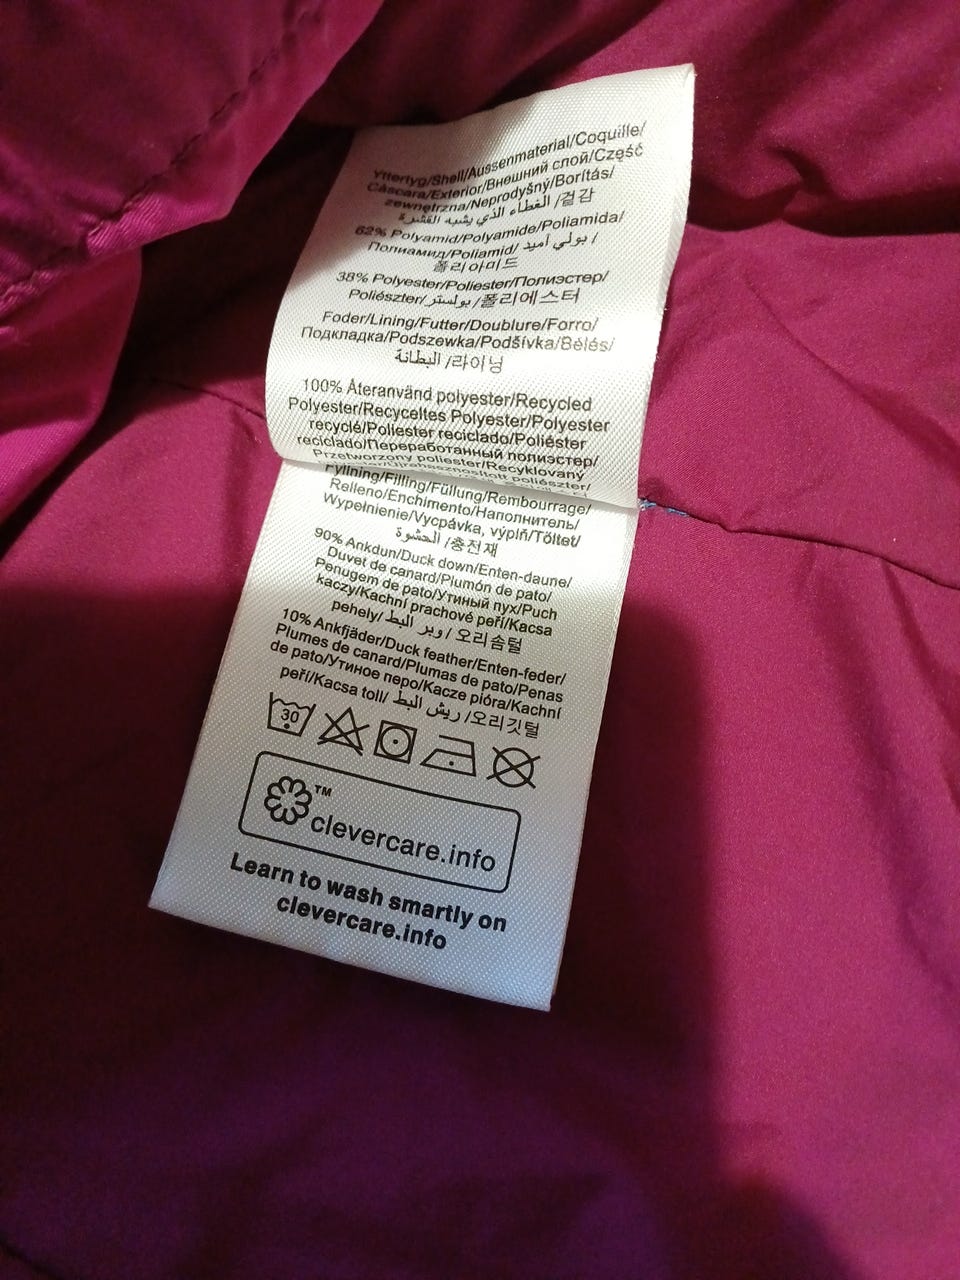 Yttertyg/Shell/Aussenmaterial/Coquille/
Cáscara/Exterior/Внешний слой/Część
zewnętrzna/Neprodyšný/Borítás/
الغطاء الذي يشبه القشرة /겉감
62% Polyamid/Polyamide/Poliamida/
Полиамид/Poliamid/ بولي أميد /
폴리아미드
38% Polyester/Poliester/Полиэстер/
Poliészter/بولستر/폴리에스터
Foder/Lining/Futter/Doublure/Forro/
Подкладка/Podszewka/Podšívka/Bélés/
البطانة /라이닝
100% Återanvänd polyester/Recycled
Polyester/Recyceltes Polyester/Polyester
recyclé/Poliester reciclado/Poliéster
reciclado/Переработанный полиэстер/
Przetworzony poliester/Recyklovaný
Újrahasznosított poliészter/
Fyllning/Filling/Füllung/Rembourrage/
Relleno/Enchimento/Наполнитель/
Wypełnienie/Vycpávka, výplň/Töltet/
الحشوة /충전재
90% Ankdun/Duck down/Enten-daune/
Duvet de canard/Plumón de pato/
Penugem de pato/Утиный пух/Puch
kaczy/Kachní prachové peří/Kacsa
pehely/ وبر البط / 오리솜털
10% Ankfjäder/Duck feather/Enten-feder/
Plumes de canard/Plumas de pato/Penas
de pato/Утиное перо/Kacze pióra/Kachní
peří/Kacsa toll/ ريش البط /오리깃털
30
TM
clevercare.info
Learn to wash smartly on
clevercare.info